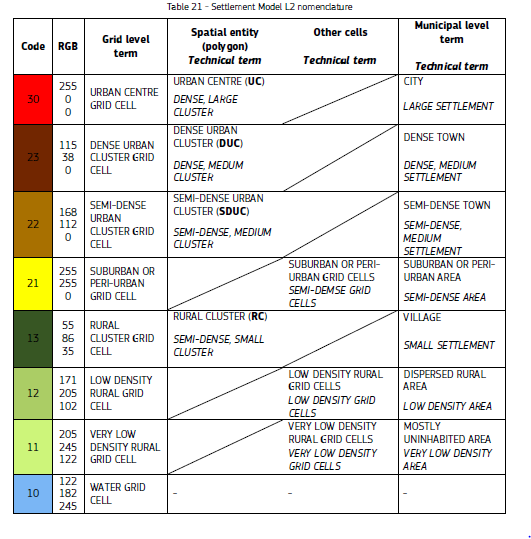 Table 21 - Settlement Model L2 nomenclature
Code
RGB
Grid level
term
Spatial entity
(polygon)
Technical term
Other cells
Technical term
Municipal level
term
Technical term
30
255
0
0
URBAN CENTRE
GRID CELL
URBAN CENTRE (UC)
DENSE, LARGE
CLUSTER
CITY
LARGE SETTLEMENT
23
115
38
0
DENSE URBAN
CLUSTER GRID
CELL
DENSE URBAN
CLUSTER (DUC)
DENSE, MEDUM
CLUSTER
DENSE TOWN
DENSE, MEDIUM
SETTLEMENT
22
168
112
0
SEMI-DENSE
URBAN
CLUSTER GRID
CELL
SEMI-DENSE URBAN
CLUSTER (SDUC)
SEMI-DENSE, MEDIUM
CLUSTER
SEMI-DENSE TOWN
SEMI-DENSE,
MEDIUM
SETTLEMENT
21
255
255
0
SUBURBAN OR
PERI-URBAN
GRID CELL
SUBURBAN OR PERI-
URBAN GRID CELLS
SEMI-DEMSE GRID
CELLS
SUBURBAN OR PERI-
URBAN AREA
SEMI-DENSE AREA
13
55
86
35
RURAL
CLUSTER GRID
CELL
RURAL CLUSTER (RC)
SEMI-DENSE, SMALL
CLUSTER
VILLAGE
SMALL SETTLEMENT
12
171
205
102
LOW DENSITY
RURAL GRID
CELL
LOW DENSITY RURAL
GRID CELLS
LOW DENSITY GRID
CELLS
DISPERSED RURAL
AREA
LOW DENSITY AREA
11
205
245
122
VERY LOW
DENSITY RURAL
GRID CELL
VERY LOW DENSITY
RURAL GRID CELLS
VERY LOW DENSITY
GRID CELLS
MOSTLY
UNINHABITED AREA
VERY LOW DENSITY
AREA
10
122
182
245
WATER GRID
CELL
-
-
-